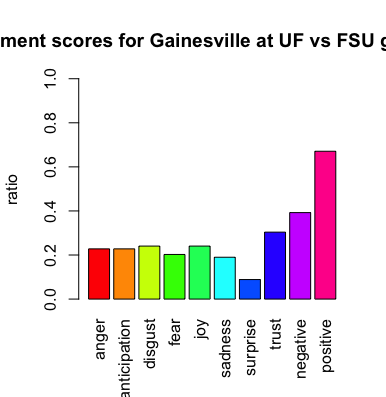 ment scores for Gainesville at UF vs FSU g
ratio
1.0
0.8
0.6
0.4
0.2
0.0
anger
anticipation
disgust
fear
joy
sadness
surprise
trust
negative
positive